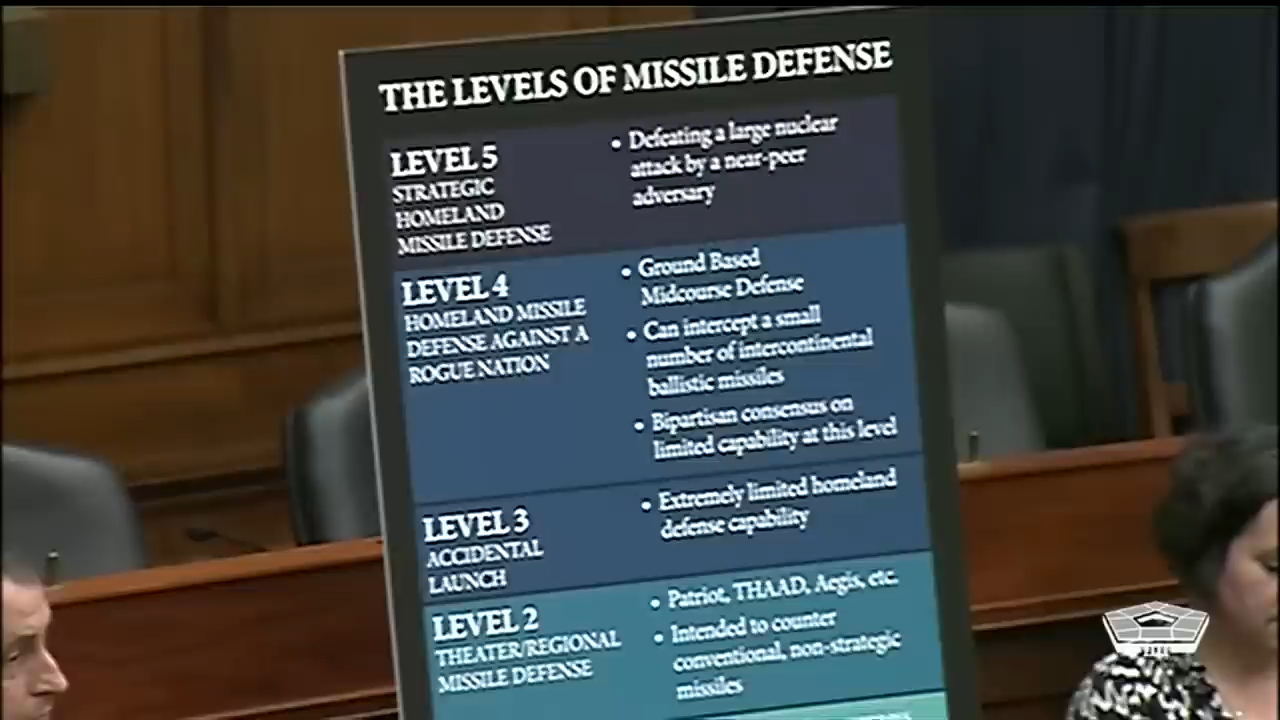 THE LEVELS OF MISSILE DEFENSE
LEVEL 5
STRATEGIC
HOMELAND
MISSILE DEFENSE
• Defeating a large nuclear
attack by a near-peer
adversary
LEVEL 4
HOMELAND MISSILE
DEFENSE AGAINST A
ROGUE NATION
• Ground Based
Midcourse Defense
• Can intercept a small
number of intercontinental
ballistic missiles
• Bipartisan consensus on
limited capability at this level
LEVEL 3
ACCIDENTAL
LAUNCH
• Extremely limited homeland
defense capability
LEVEL 2
THEATER/REGIONAL
MISSILE DEFENSE
• Patriot, THAAD, Aegis, etc.
• Intended to counter
conventional, non-strategic
missiles